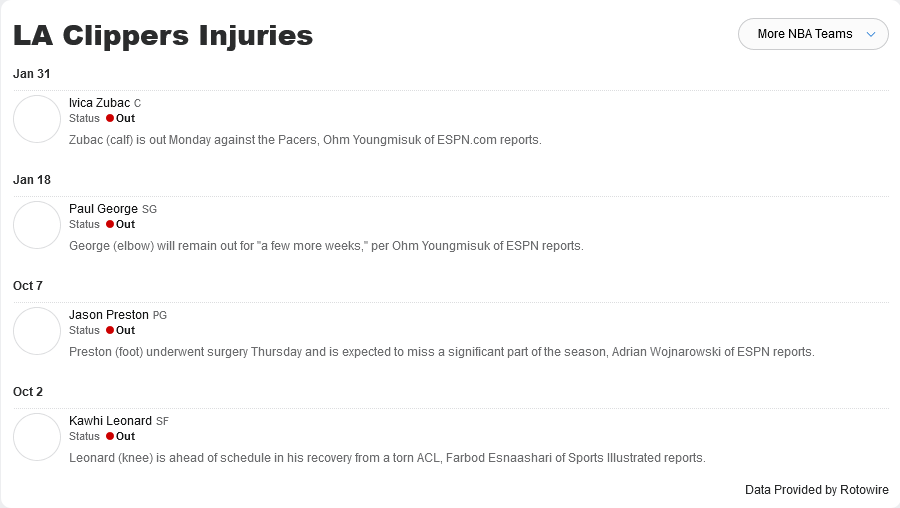 LA Clippers Injuries
More NBA Teams
Jan 31
Ivica Zubac C
Status Out
Zubac (calf) is out Monday against the Pacers, Ohm Youngmisuk of ESPN.com reports.
Jan 18
Paul George SG
Status Out
George (elbow) will remain out for "a few more weeks," per Ohm Youngmisuk of ESPN reports.
Oct 7
Jason Preston PG
Status Out
Preston (foot) underwent surgery Thursday and is expected to miss a significant part of the season, Adrian Wojnarowski of ESPN reports.
Oct 2
Kawhi Leonard SF
Status Out
Leonard (knee) is ahead of schedule in his recovery from a torn ACL, Farbod Esnaashari of Sports Illustrated reports.
Data Provided by Rotowire